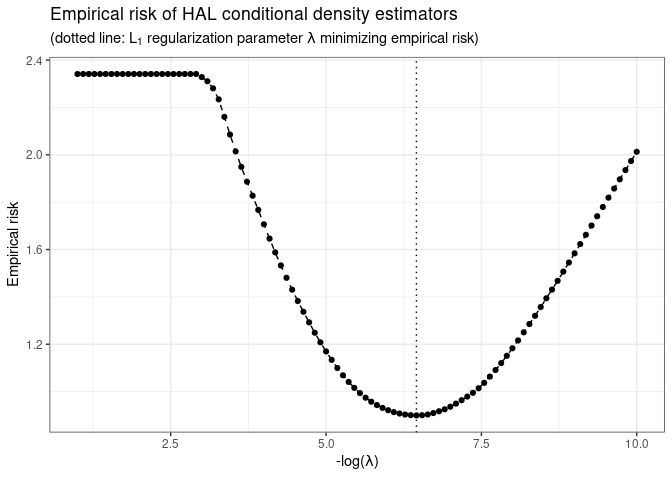 Empirical risk of HAL conditional density estimators
(dotted line: L₁ regularization parameter λ minimizing empirical risk)
2.4
2.0
1.6
1.2
Empirical risk
2.5 5.0 7.5 10.0
-log(λ)